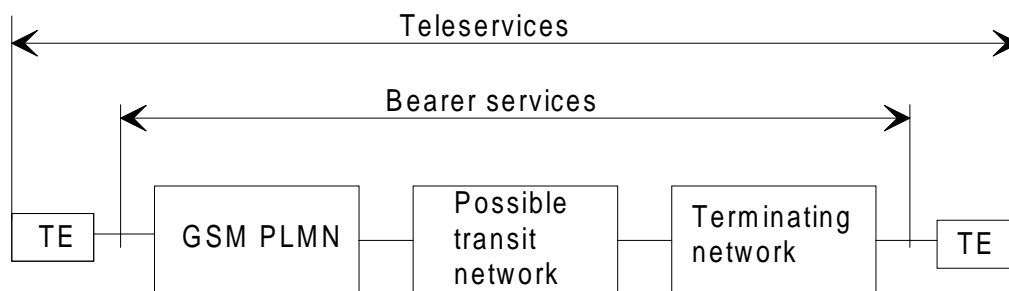 Teleservices
Bearer services
TE
GSM PLMN
Possible
transit
network
Terminating
network
TE